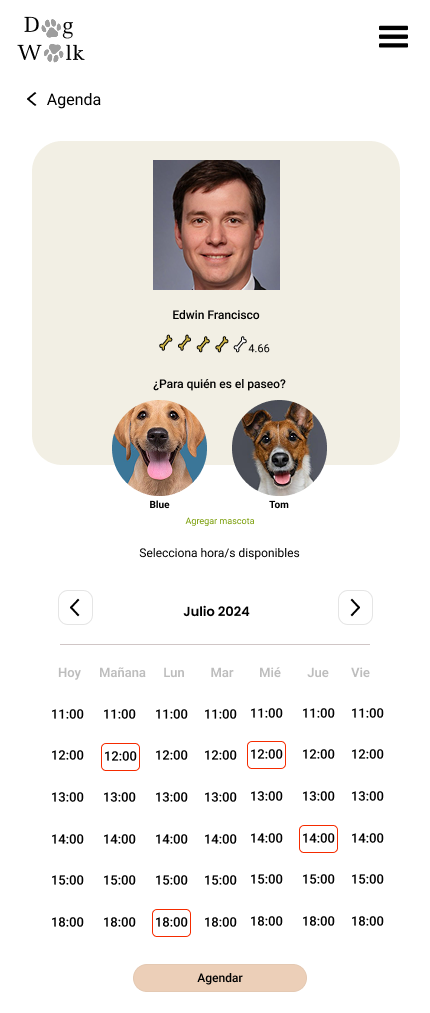 Dog
Walk
Agenda
Edwin Francisco
4.66
¿Para quién es el paseo?
Blue Tom
Agregar mascota
Selecciona hora/s disponibles
Julio 2024
Hoy Mañana Lun Mar Mié Jue Vie
11:00 11:00 11:00 11:00 11:00 11:00 11:00
12:00 12:00 12:00 12:00 12:00 12:00 12:00
13:00 13:00 13:00 13:00 13:00 13:00 13:00
14:00 14:00 14:00 14:00 14:00 14:00 14:00
15:00 15:00 15:00 15:00 15:00 15:00 15:00
18:00 18:00 18:00 18:00 18:00 18:00 18:00
Agendar